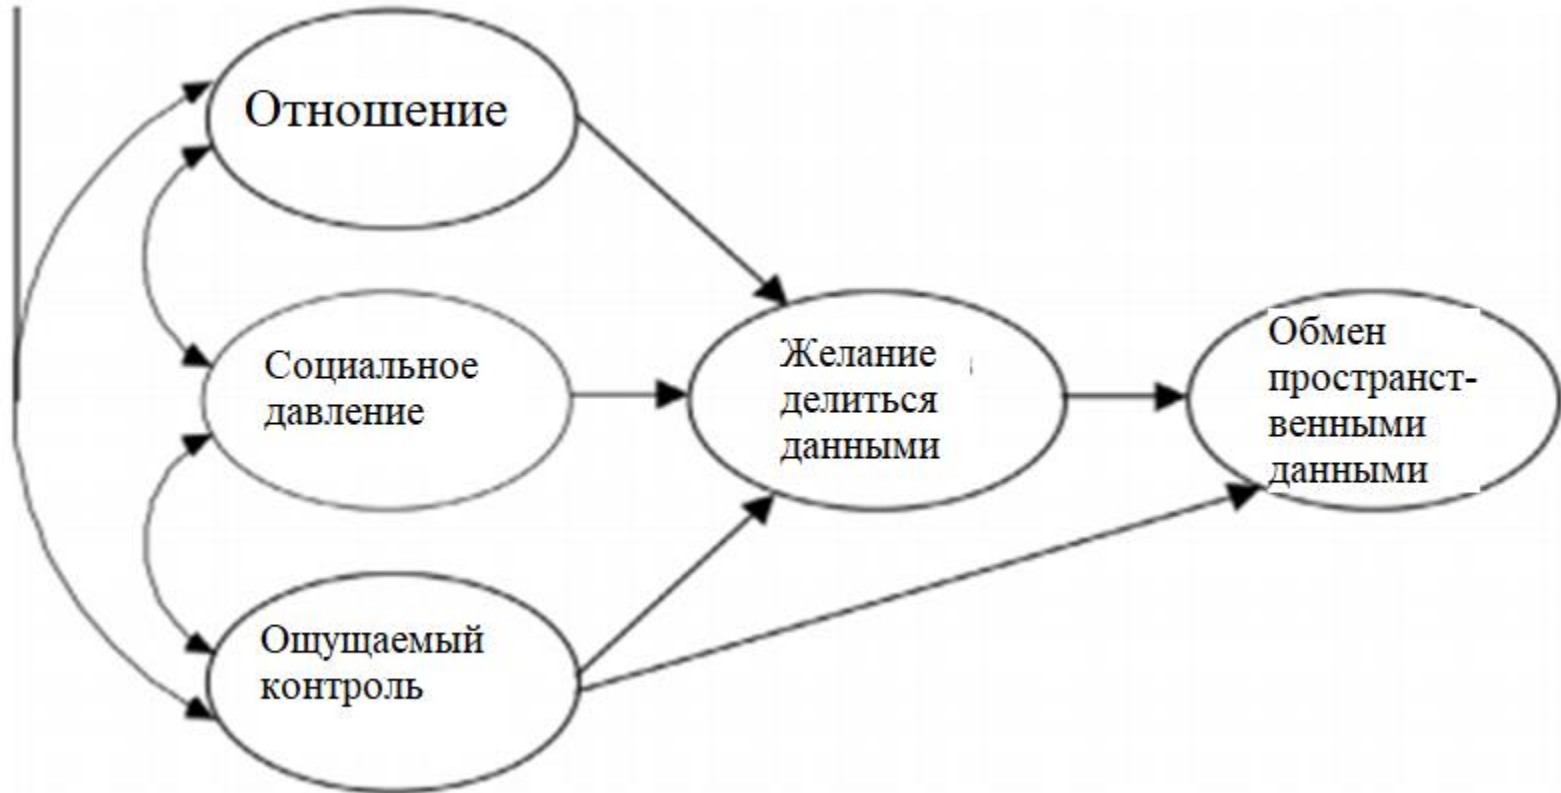 Отношение
Социальное
давление
Ощущаемый
контроль
Желание
делиться
данными
Обмен
пространст-
венными
данными